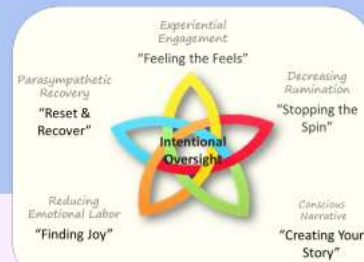 Experiential
Engagement
"Feeling the Feels"
Parasympathetic
Recovery
"Reset &
Recover"
Decreasing
Rumination
"Stopping the
Spin"
Intentional
Oversight
Reducing
Emotional Labor
"Finding Joy"
Conscious
Narrative
"Creating Your
Story"